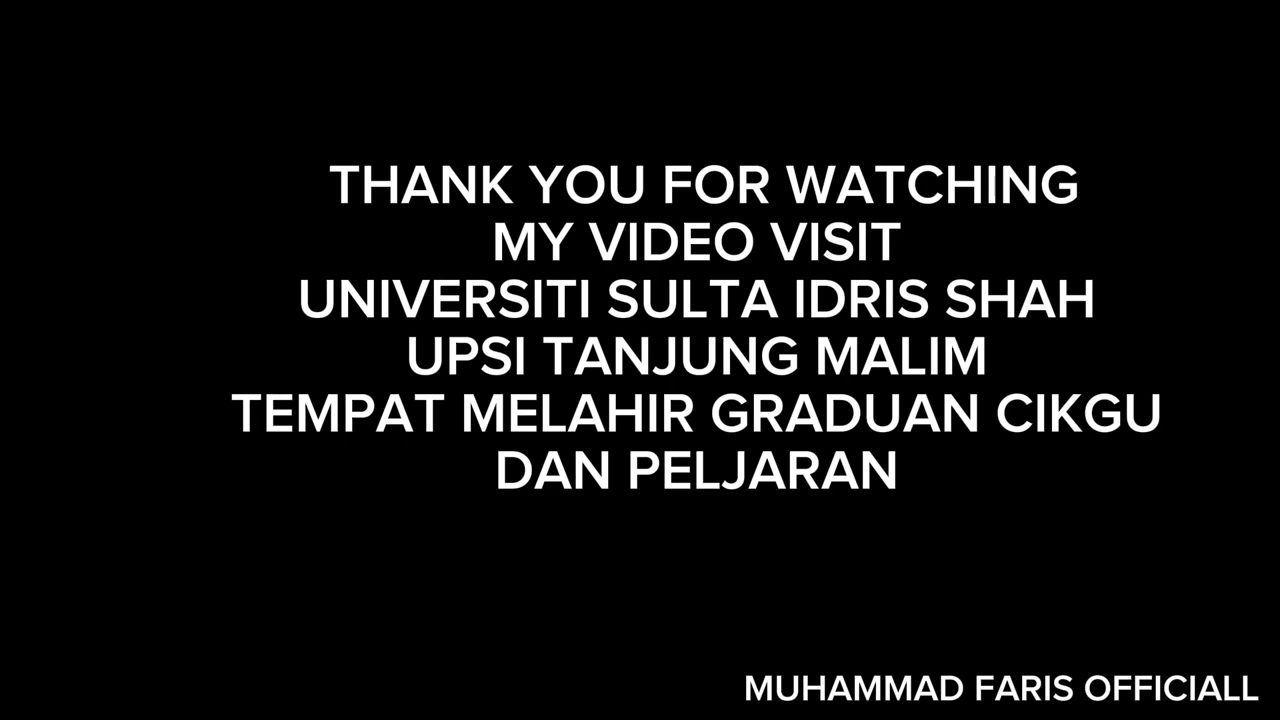 THANK YOU FOR WATCHING
MY VIDEO VISIT
UNIVERSITI SULTA IDRIS SHAH
UPSI TANJUNG MALIM
TEMPAT MELAHIR GRADUAN CIKGU
DAN PELJARAN
MUHAMMAD FARIS OFFICIALL